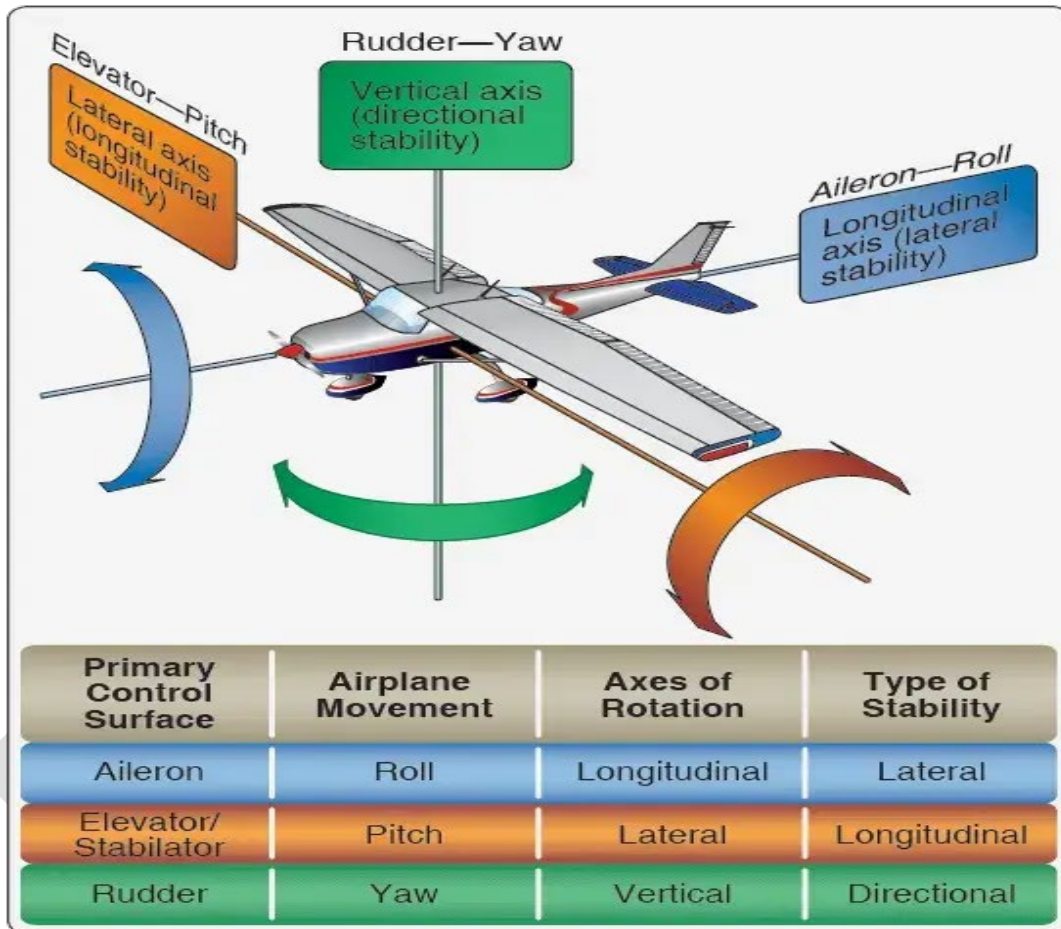 Rudder—Yaw
Vertical axis
(directional
stability)
Elevator—Pitch
Lateral axis
(longitudinal
stability)
Aileron—Roll
Longitudinal
axis (lateral
stability)
Primary
Control
Surface
Airplane
Movement
Axes of
Rotation
Type of
Stability
Aileron
Roll
Longitudinal
Lateral
Elevator/
Stabilator
Pitch
Lateral
Longitudinal
Rudder
Yaw
Vertical
Directional